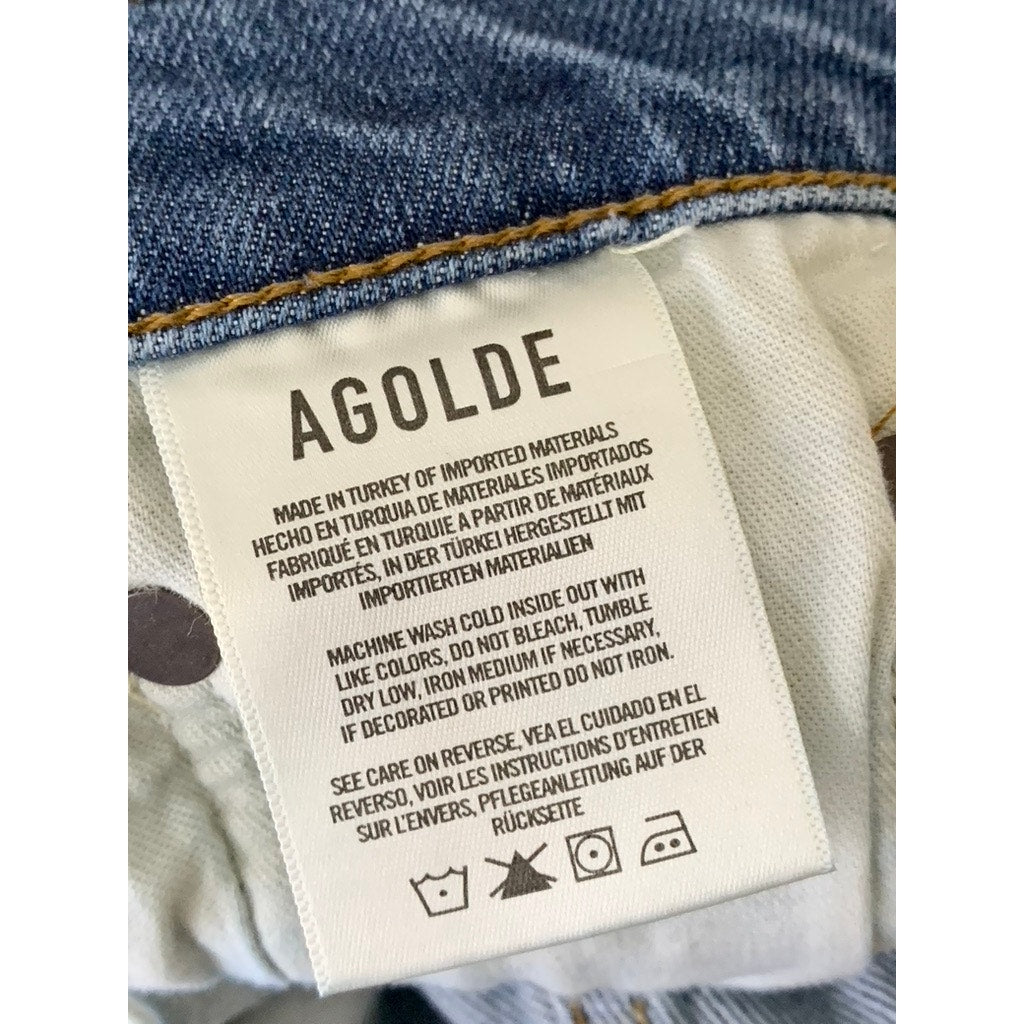 AGOLDE
MADE IN TURKEY OF IMPORTED MATERIALS
HECHO EN TURQUIA DE MATERIALES IMPORTADOS
FABRIQUÉ EN TURQUIE A PARTIR DE MATÉRIAUX
IMPORTÉS, IN DER TÜRKEI HERGESTELLT MIT
IMPORTIERTEN MATERIALIEN
MACHINE WASH COLD INSIDE OUT WITH
LIKE COLORS, DO NOT BLEACH, TUMBLE
DRY LOW, IRON MEDIUM IF NECESSARY,
IF DECORATED OR PRINTED DO NOT IRON.
SEE CARE ON REVERSE, VEA EL CUIDADO EN EL
REVERSO, VOIR LES INSTRUCTIONS D'ENTRETIEN
SUR L'ENVERS, PFLEGEANLEITUNG AUF DER
RÜCKSEITE